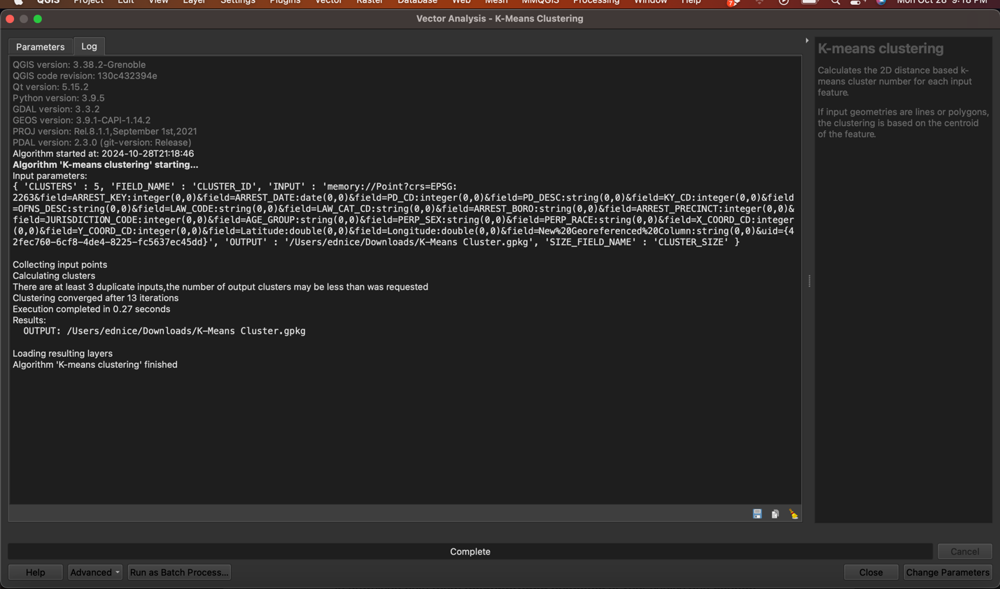 QGIS Project Edit View Layer Settings Plugins Vector Raster Database Web Mesh MMQGIS Processing Window Help 7 Mon Oct 28 9:18 PM
Vector Analysis - K-Means Clustering
Parameters Log
QGIS version: 3.38.2-Grenoble
QGIS code revision: 130c432394e
Qt version: 5.15.2
Python version: 3.9.5
GDAL version: 3.3.2
GEOS version: 3.9.1-CAPI-1.14.2
PROJ version: Rel.8.1.1,September 1st,2021
PDAL version: 2.3.0 (git-version: Release)
Algorithm started at: 2024-10-28T21:18:46
Algorithm 'K-means clustering' starting...
Input parameters:
{ 'CLUSTERS' : 5, 'FIELD_NAME' : 'CLUSTER_ID', 'INPUT' : 'memory://Point?crs=EPSG:
2263&field=ARREST_KEY:integer(0,0)&field=ARREST_DATE:date(0,0)&field=PD_CD:integer(0,0)&field=PD_DESC:string(0,0)&field=KY_CD:integer(0,0)&field
=OFNS_DESC:string(0,0)&field=LAW_CODE:string(0,0)&field=LAW_CAT_CD:string(0,0)&field=ARREST_BORO:string(0,0)&field=ARREST_PRECINCT:integer(0,0)&
field=JURISDICTION_CODE:integer(0,0)&field=AGE_GROUP:string(0,0)&field=PERP_SEX:string(0,0)&field=PERP_RACE:string(0,0)&field=X_COORD_CD:integer
(0,0)&field=Y_COORD_CD:integer(0,0)&field=Latitude:double(0,0)&field=Longitude:double(0,0)&field=New%20Georeferenced%20Column:string(0,0)&uid={4
2fec760-6cf8-4de4-8225-fc5637ec45dd}', 'OUTPUT' : '/Users/ednice/Downloads/K-Means Cluster.gpkg', 'SIZE_FIELD_NAME' : 'CLUSTER_SIZE' }
Collecting input points
Calculating clusters
There are at least 3 duplicate inputs,the number of output clusters may be less than was requested
Clustering converged after 13 iterations
Execution completed in 0.27 seconds
Results:
OUTPUT: /Users/ednice/Downloads/K-Means Cluster.gpkg
Loading resulting layers
Algorithm 'K-means clustering' finished
K-means clustering
Calculates the 2D distance based k-
means cluster number for each input
feature.
If input geometries are lines or polygons,
the clustering is based on the centroid
of the feature.
Complete
Cancel
Help Advanced Run as Batch Process... Close Change Parameters